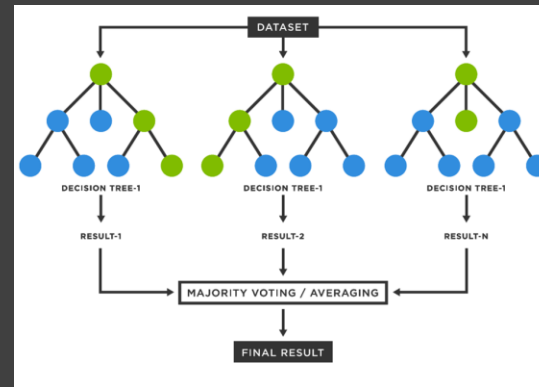 DATASET
DECISION TREE-1
DECISION TREE-1
DECISION TREE-1
RESULT-1
RESULT-2
RESULT-N
MAJORITY VOTING / AVERAGING
FINAL RESULT